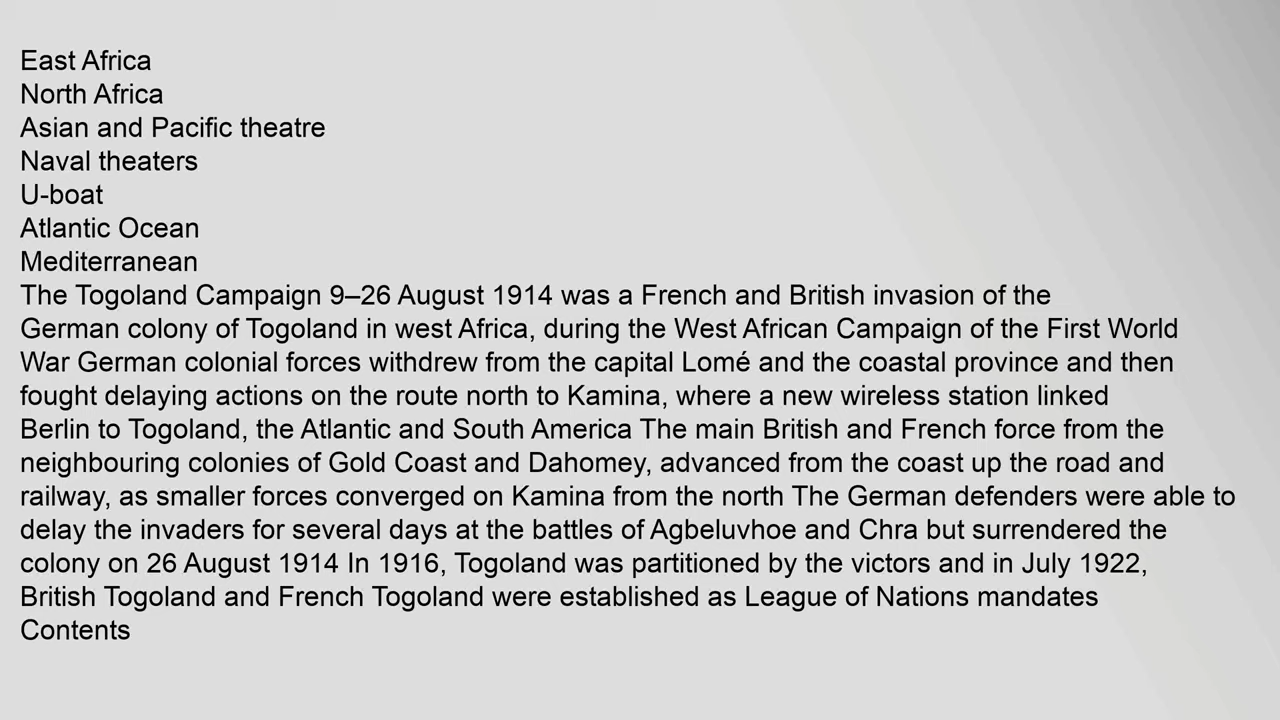 East Africa
North Africa
Asian and Pacific theatre
Naval theaters
U-boat
Atlantic Ocean
Mediterranean
The Togoland Campaign 9–26 August 1914 was a French and British invasion of the
German colony of Togoland in west Africa, during the West African Campaign of the First World
War German colonial forces withdrew from the capital Lomé and the coastal province and then
fought delaying actions on the route north to Kamina, where a new wireless station linked
Berlin to Togoland, the Atlantic and South America The main British and French force from the
neighbouring colonies of Gold Coast and Dahomey, advanced from the coast up the road and
railway, as smaller forces converged on Kamina from the north The German defenders were able to
delay the invaders for several days at the battles of Agbeluvhoe and Chra but surrendered the
colony on 26 August 1914 In 1916, Togoland was partitioned by the victors and in July 1922,
British Togoland and French Togoland were established as League of Nations mandates
Contents